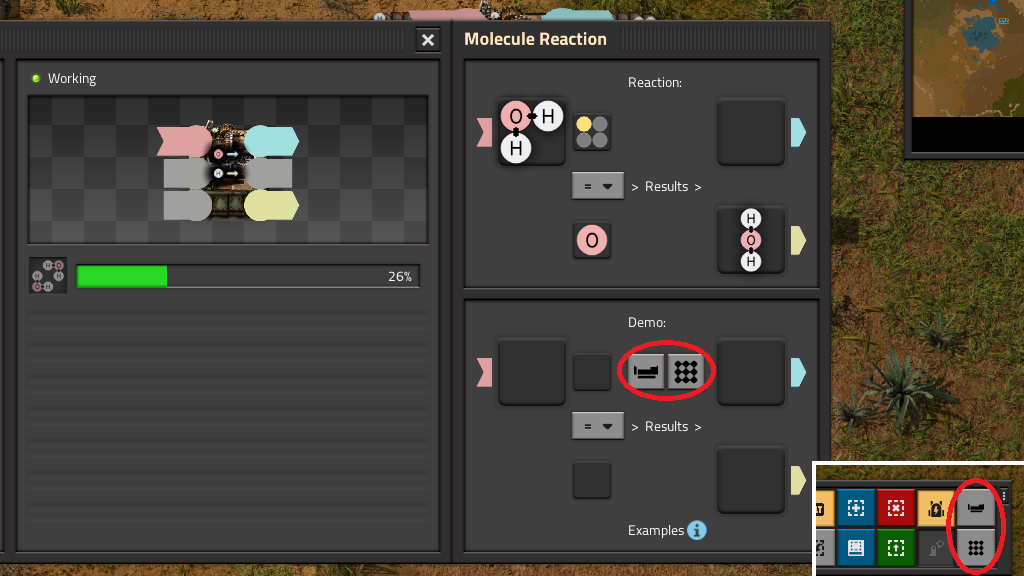 Molecule Reaction
Working
Reaction:
O H
H
= > Results >
O
H
O
H
26%
Demo:
= > Results >
Examples i